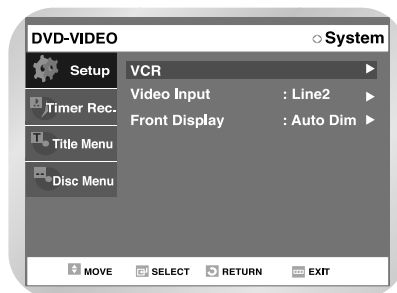 DVD-VIDEO System
Setup
Timer Rec.
Title Menu
Disc Menu
VCR
Video Input : Line2
Front Display : Auto Dim
MOVE SELECT RETURN EXIT